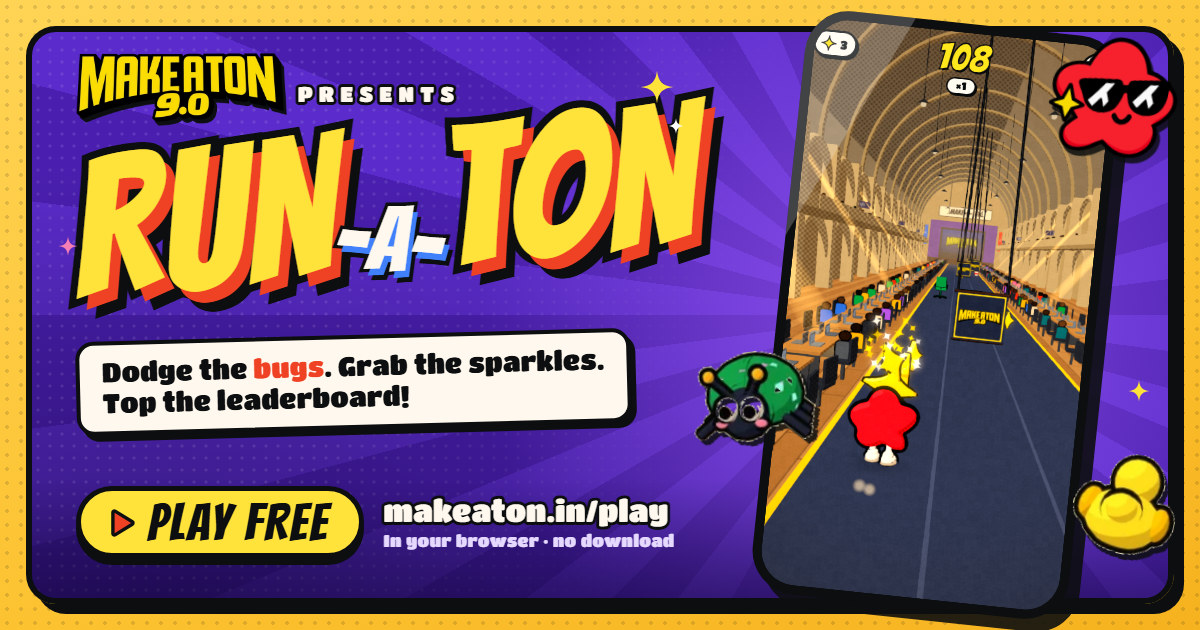 MAKEATON
9.0
PRESENTS
RUN-A-TON
Dodge the bugs. Grab the sparkles.
Top the leaderboard!
PLAY FREE
makeaton.in/play
In your browser · no download
3
108
×1
MAKEATON
MAKEATON
9.0